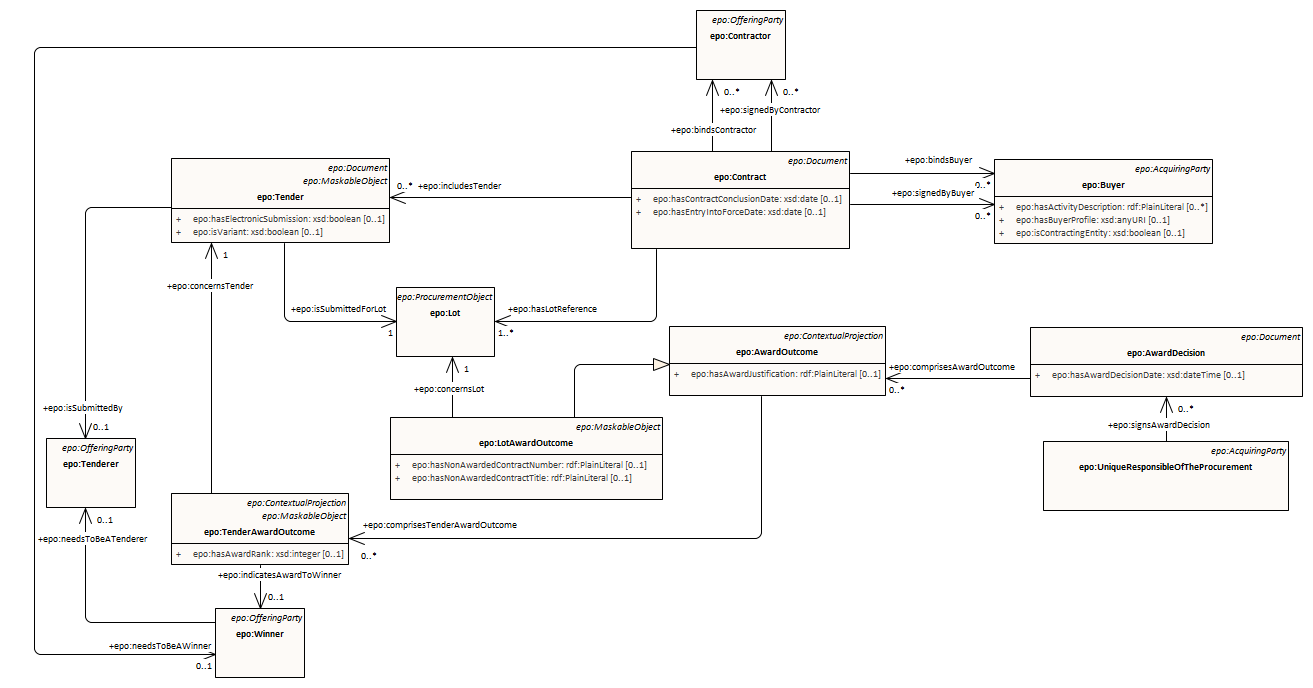 epo:OfferingParty
epo:Contractor
0..*
0..*
+epo:signedByContractor
+epo:bindsContractor
epo:Document
epo:MaskableObject
epo:Tender
+ epo:hasElectronicSubmission: xsd:boolean [0..1]
+ epo:isVariant: xsd:boolean [0..1]
0..*
+epo:includesTender
epo:Document
epo:Contract
+ epo:hasContractConclusionDate: xsd:date [0..1]
+ epo:hasEntryIntoForceDate: xsd:date [0..1]
+epo:bindsBuyer
0..*
+epo:signedByBuyer
0..*
epo:AcquiringParty
epo:Buyer
+ epo:hasActivityDescription: rdf:PlainLiteral [0..*]
+ epo:hasBuyerProfile: xsd:anyURI [0..1]
+ epo:isContractingEntity: xsd:boolean [0..1]
1
+epo:concernsTender
+epo:isSubmittedForLot
1
epo:ProcurementObject
epo:Lot
+epo:hasLotReference
1..*
1
+epo:concernsLot
epo:ContextualProjection
epo:AwardOutcome
+ epo:hasAwardJustification: rdf:PlainLiteral [0..1]
+epo:comprisesAwardOutcome
0..*
epo:Document
epo:AwardDecision
+ epo:hasAwardDecisionDate: xsd:dateTime [0..1]
0..*
+epo:signsAwardDecision
epo:AcquiringParty
epo:UniqueResponsibleOfTheProcurement
+epo:isSubmittedBy
0..1
epo:OfferingParty
epo:Tenderer
epo:MaskableObject
epo:LotAwardOutcome
+ epo:hasNonAwardedContractNumber: rdf:PlainLiteral [0..1]
+ epo:hasNonAwardedContractTitle: rdf:PlainLiteral [0..1]
0..1
+epo:needsToBeATenderer
epo:ContextualProjection
epo:MaskableObject
epo:TenderAwardOutcome
+ epo:hasAwardRank: xsd:integer [0..1]
+epo:comprisesTenderAwardOutcome
0..*
+epo:indicatesAwardToWinner
0..1
epo:OfferingParty
epo:Winner
+epo:needsToBeAWinner
0..1